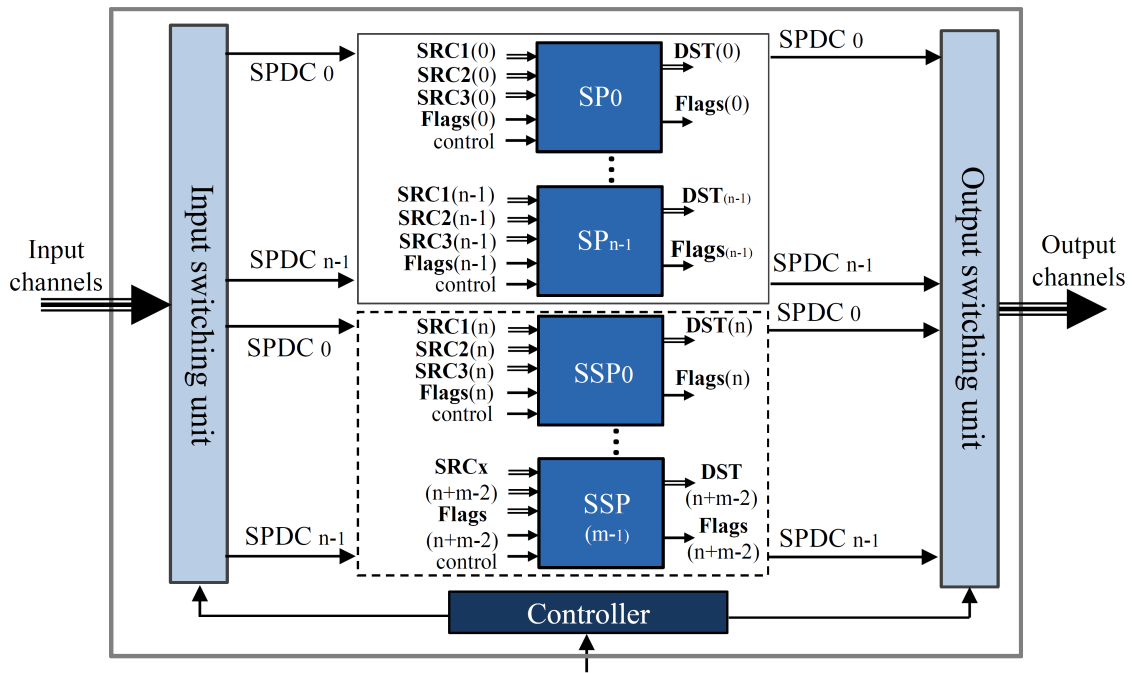 Input
channels
Input switching unit
SPDC 0
SPDC n-1
SPDC 0
SPDC n-1
SRC1(0)
SRC2(0)
SRC3(0)
Flags(0)
control
SP0
DST(0)
Flags(0)
SRC1(n-1)
SRC2(n-1)
SRC3(n-1)
Flags(n-1)
control
SPn-1
DST(n-1)
Flags(n-1)
SRC1(n)
SRC2(n)
SRC3(n)
Flags(n)
control
SSP0
DST(n)
Flags(n)
SRCx
(n+m-2)
Flags
(n+m-2)
control
SSP
(m-1)
DST
(n+m-2)
Flags
(n+m-2)
SPDC 0
SPDC n-1
SPDC 0
SPDC n-1
Output switching unit
Output
channels
Controller